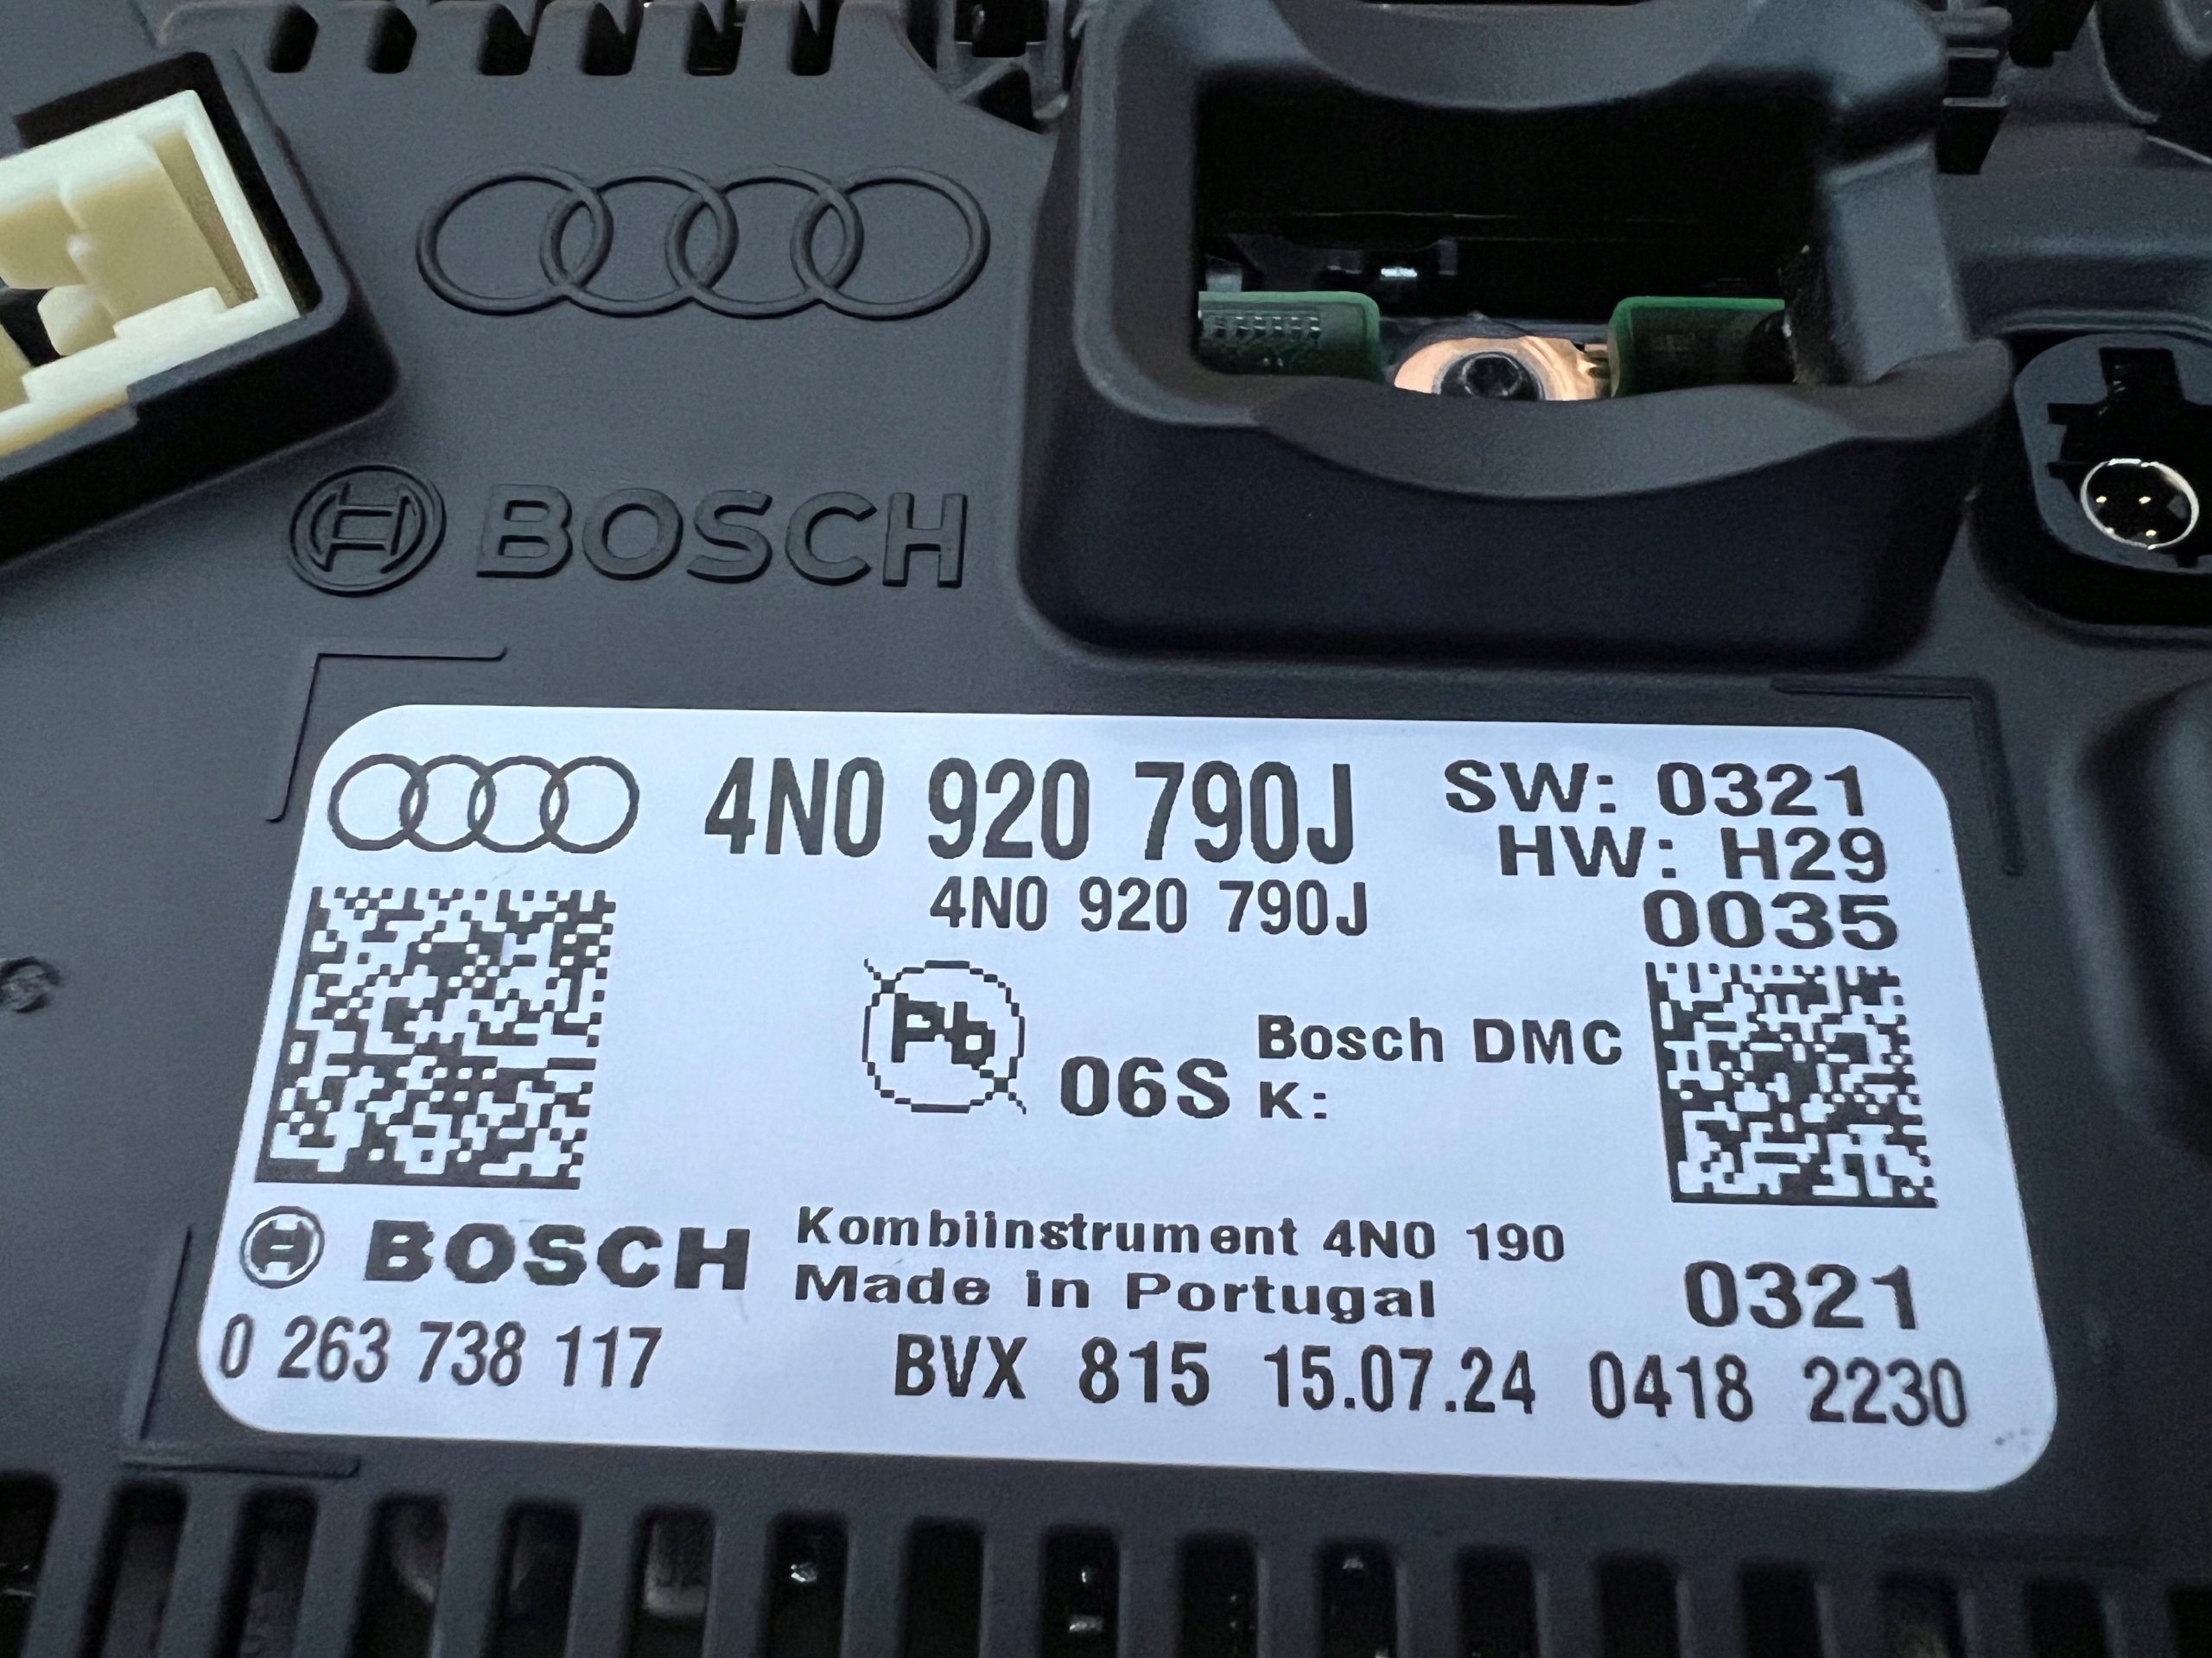 BOSCH
4N0 920 790J
SW: 0321
HW: H29
4N0 920 790J
0035
Pb
06S
Bosch DMC
K:
BOSCH
Kombiinstrument 4N0 190
Made in Portugal
0321
0 263 738 117
BVX 815 15.07.24 0418 2230